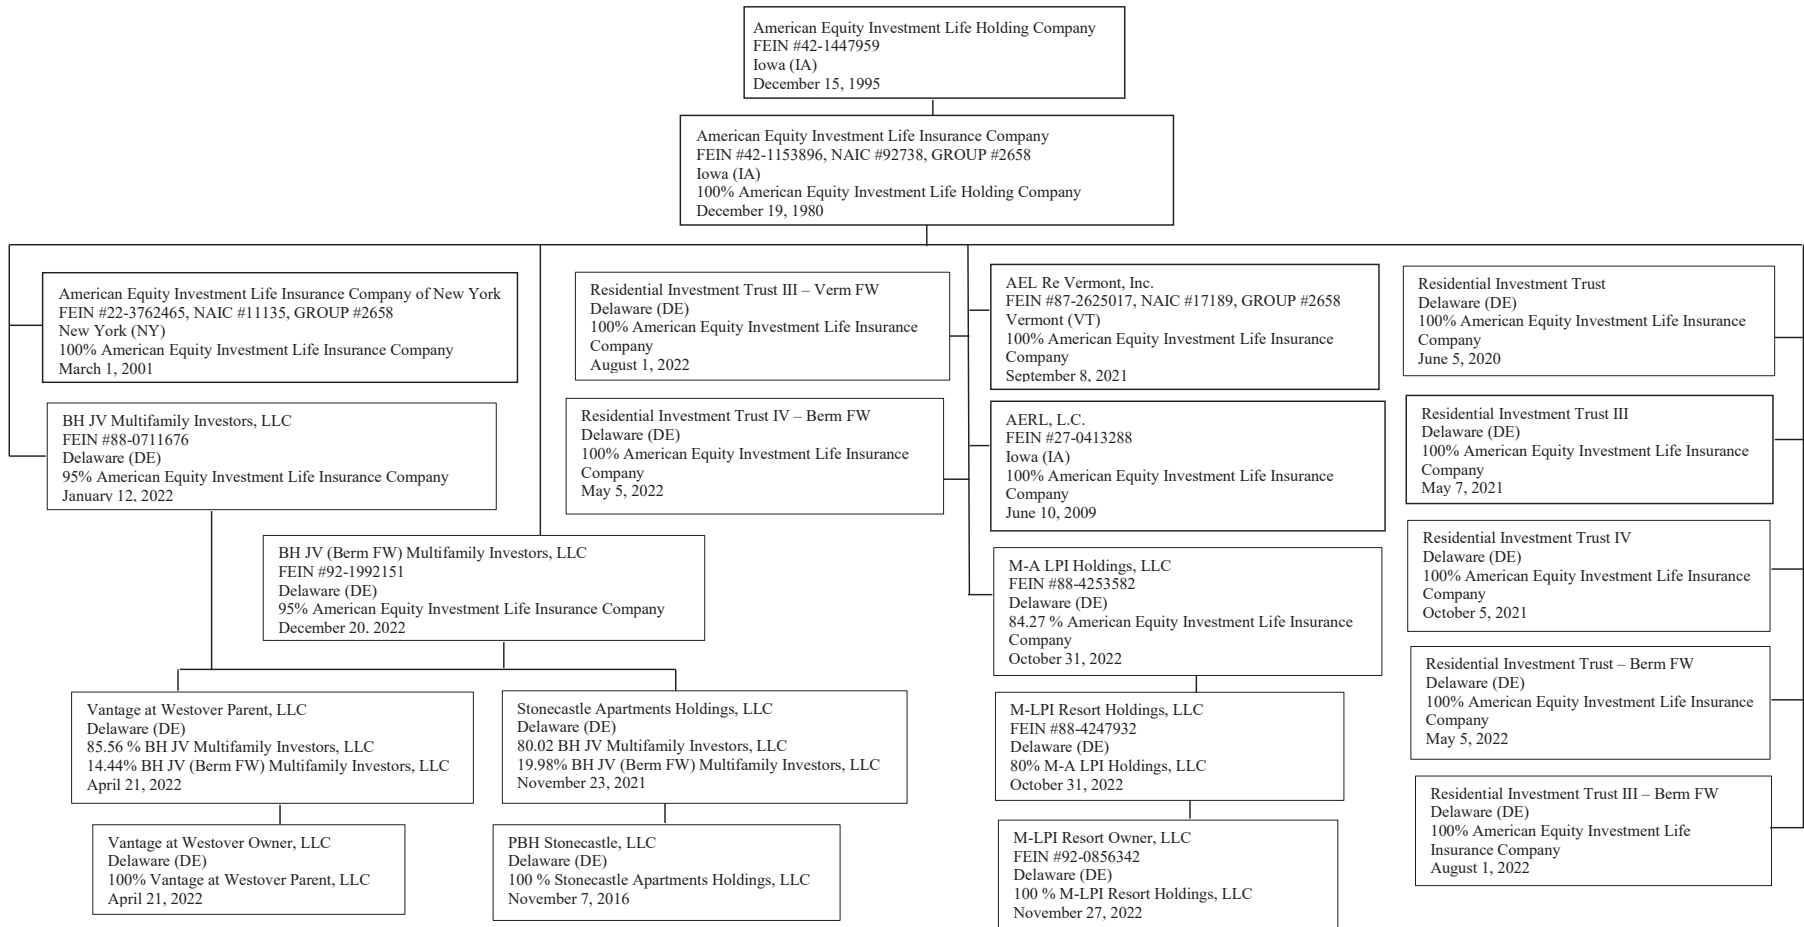 American Equity Investment Life Holding Company
FEIN #42-1447959
Iowa (IA)
December 15, 1995
American Equity Investment Life Insurance Company
FEIN #42-1153896, NAIC #92738, GROUP #2658
Iowa (IA)
100% American Equity Investment Life Holding Company
December 19, 1980
American Equity Investment Life Insurance Company of New York
FEIN #22-3762465, NAIC #11135, GROUP #2658
New York (NY)
100% American Equity Investment Life Insurance Company
March 1, 2001
BH JV Multifamily Investors, LLC
FEIN #88-0711676
Delaware (DE)
95% American Equity Investment Life Insurance Company
January 12, 2022
BH JV (Berm FW) Multifamily Investors, LLC
FEIN #92-1992151
Delaware (DE)
95% American Equity Investment Life Insurance Company
December 20, 2022
Vantage at Westover Parent, LLC
Delaware (DE)
85.56 % BH JV Multifamily Investors, LLC
14.44% BH JV (Berm FW) Multifamily Investors, LLC
April 21, 2022
Vantage at Westover Owner, LLC
Delaware (DE)
100% Vantage at Westover Parent, LLC
April 21, 2022
Stonecastle Apartments Holdings, LLC
Delaware (DE)
80.02 BH JV Multifamily Investors, LLC
19.98% BH JV (Berm FW) Multifamily Investors, LLC
November 23, 2021
PBH Stonecastle, LLC
Delaware (DE)
100 % Stonecastle Apartments Holdings, LLC
November 7, 2016
Residential Investment Trust III – Verm FW
Delaware (DE)
100% American Equity Investment Life Insurance
Company
August 1, 2022
Residential Investment Trust IV – Berm FW
Delaware (DE)
100% American Equity Investment Life Insurance
Company
May 5, 2022
AEL Re Vermont, Inc.
FEIN #87-2625017, NAIC #17189, GROUP #2658
Vermont (VT)
100% American Equity Investment Life Insurance
Company
September 8, 2021
AERL, L.C.
FEIN #27-0413288
Iowa (IA)
100% American Equity Investment Life Insurance
Company
June 10, 2009
M-A LPI Holdings, LLC
FEIN #88-4253582
Delaware (DE)
84.27 % American Equity Investment Life Insurance
Company
October 31, 2022
M-LPI Resort Holdings, LLC
FEIN #88-4247932
Delaware (DE)
80% M-A LPI Holdings, LLC
October 31, 2022
M-LPI Resort Owner, LLC
FEIN #92-0856342
Delaware (DE)
100 % M-LPI Resort Holdings, LLC
November 27, 2022
Residential Investment Trust
Delaware (DE)
100% American Equity Investment Life Insurance
Company
June 5, 2020
Residential Investment Trust III
Delaware (DE)
100% American Equity Investment Life Insurance
Company
May 7, 2021
Residential Investment Trust IV
Delaware (DE)
100% American Equity Investment Life Insurance
Company
October 5, 2021
Residential Investment Trust – Berm FW
Delaware (DE)
100% American Equity Investment Life Insurance
Company
May 5, 2022
Residential Investment Trust III – Berm FW
Delaware (DE)
100% American Equity Investment Life
Insurance Company
August 1, 2022